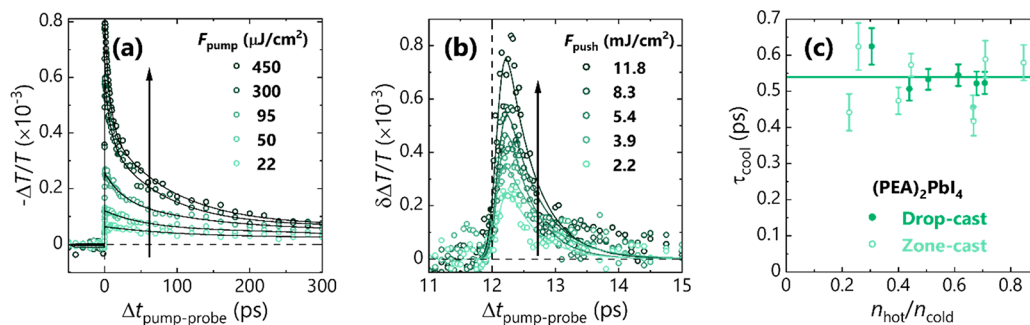 (a)
F_pump (μJ/cm²)
450
300
95
50
22
-ΔT/T (×10⁻³)
0.8
0.6
0.4
0.2
0
0 100 200 300
Δt_pump-probe (ps)
(b)
F_push (mJ/cm²)
11.8
8.3
5.4
3.9
2.2
δΔT/T (×10⁻³)
0.8
0.6
0.4
0.2
0
11 12 13 14 15
Δt_pump-probe (ps)
(c)
τ_cool (ps)
0.7
0.6
0.5
0.4
0.3
0.2
0.1
0
(PEA)₂PbI₄
Drop-cast
Zone-cast
0 0.2 0.4 0.6 0.8
n_hot/n_cold